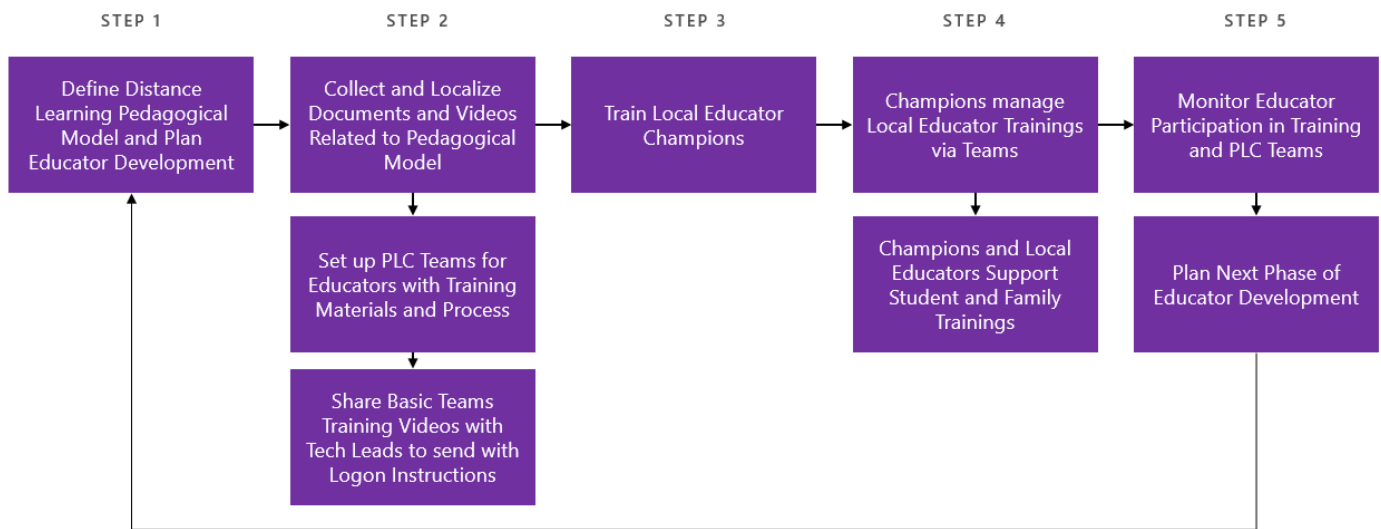 STEP 1
STEP 2
STEP 3
STEP 4
STEP 5
Define Distance
Learning Pedagogical
Model and Plan
Educator Development
Collect and Localize
Documents and Videos
Related to Pedagogical
Model
Train Local Educator
Champions
Champions manage
Local Educator Trainings
via Teams
Monitor Educator
Participation in Training
and PLC Teams
Set up PLC Teams for
Educators with Training
Materials and Process
Champions and Local
Educators Support
Student and Family
Trainings
Plan Next Phase of
Educator Development
Share Basic Teams
Training Videos with
Tech Leads to send with
Logon Instructions